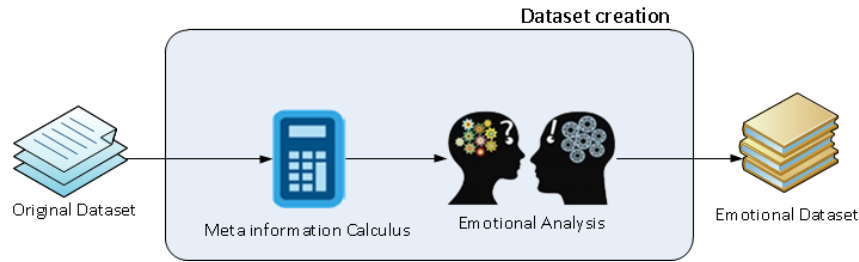 Dataset creation
? !
Original Dataset
Meta information Calculus
Emotional Analysis
Emotional Dataset